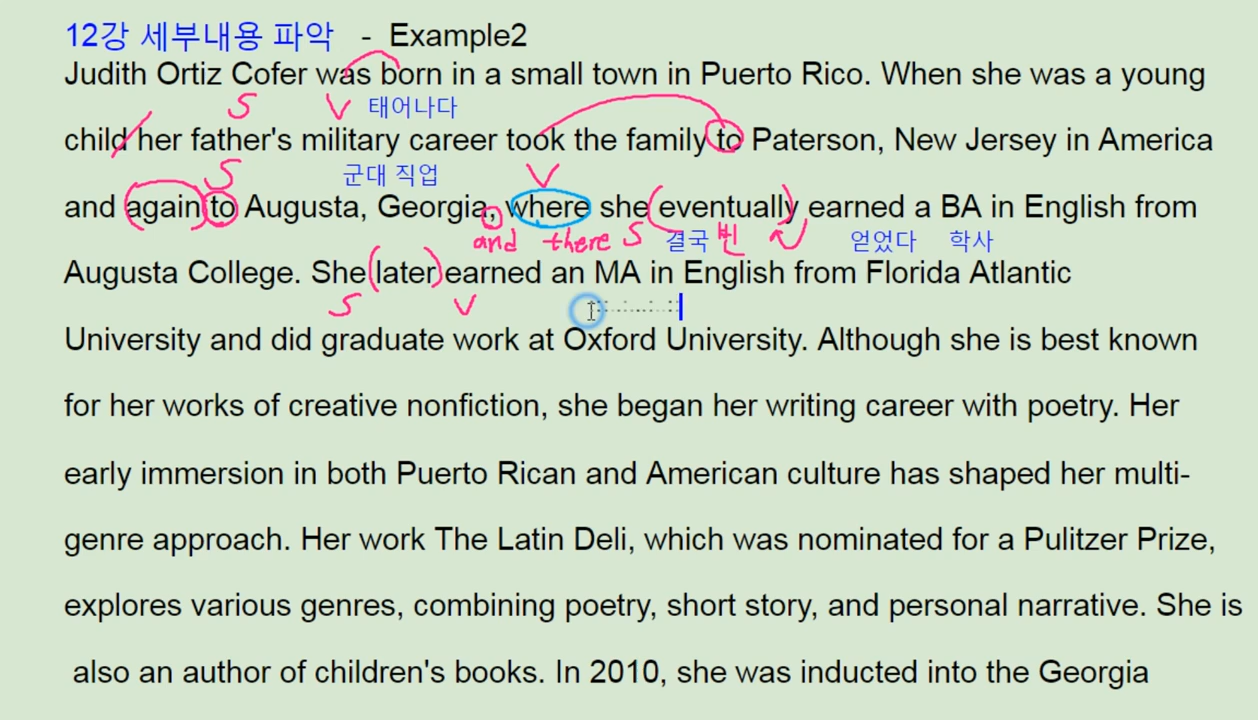 12강 세부내용 파악 - Example2
Judith Ortiz Cofer was born in a small town in Puerto Rico. When she was a young
S V 태어나다
child her father's military career took the family to Paterson, New Jersey in America
S 군대 직업 V
and again to Augusta, Georgia, where she eventually earned a BA in English from
and there S 결국 빈 얻었다 학사
Augusta College. She later earned an MA in English from Florida Atlantic
S V
University and did graduate work at Oxford University. Although she is best known
for her works of creative nonfiction, she began her writing career with poetry. Her
early immersion in both Puerto Rican and American culture has shaped her multi-
genre approach. Her work The Latin Deli, which was nominated for a Pulitzer Prize,
explores various genres, combining poetry, short story, and personal narrative. She is
also an author of children's books. In 2010, she was inducted into the Georgia